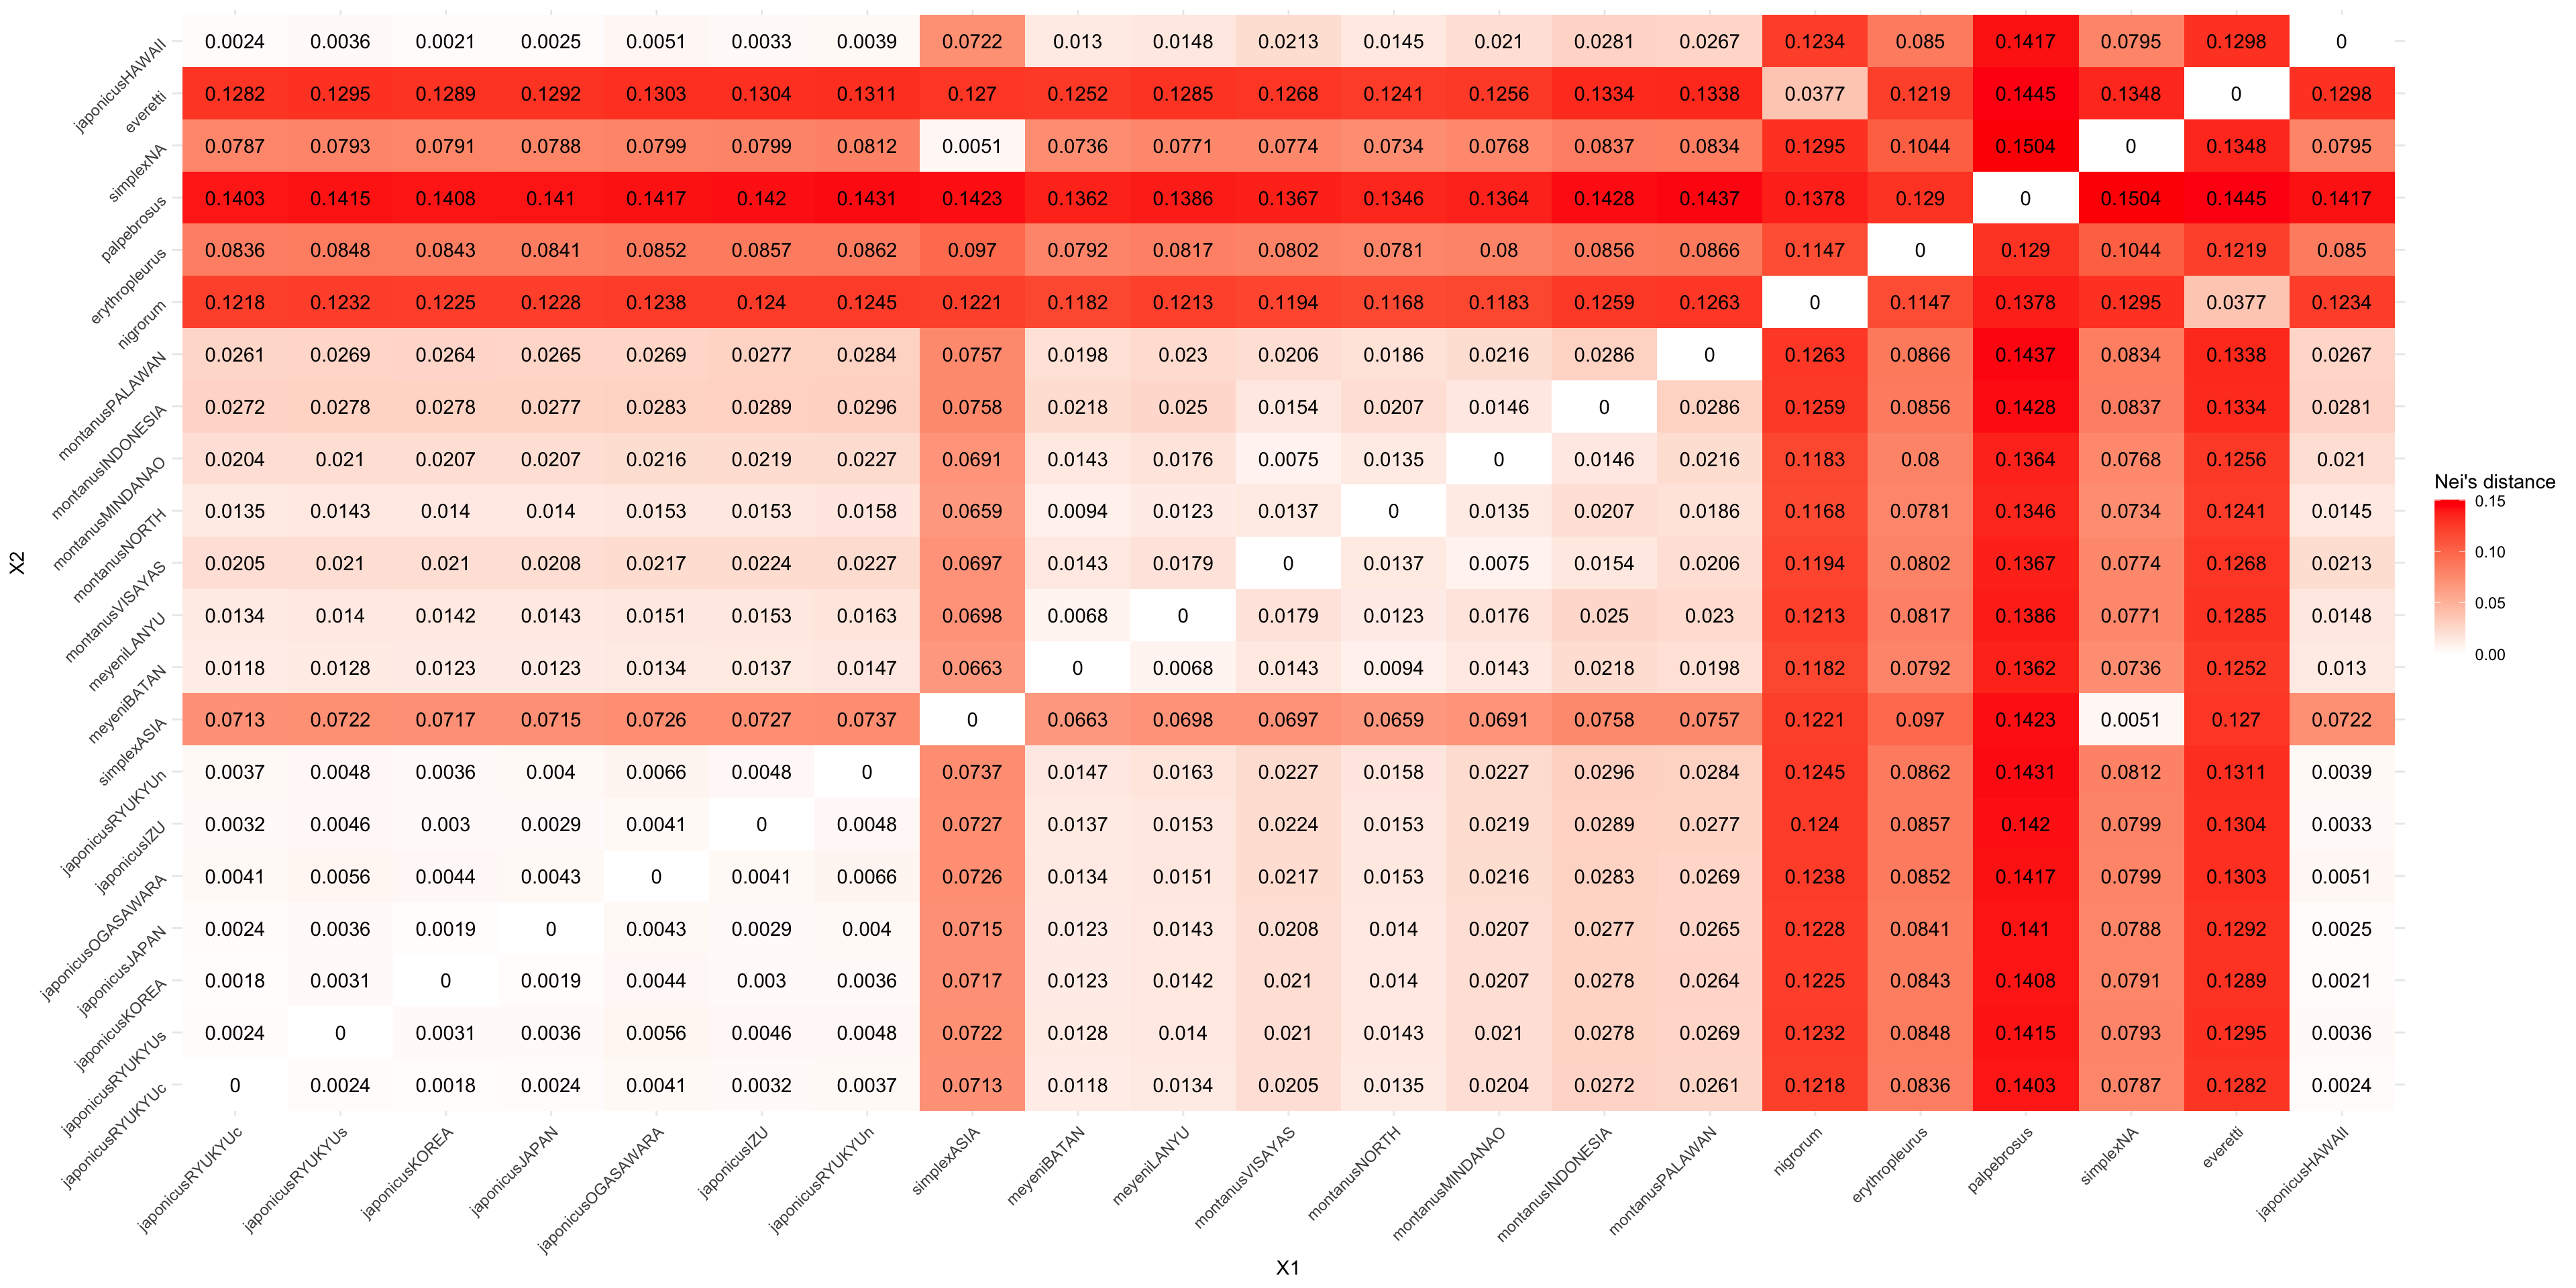 japonicusHAWAII 0.0024 0.0036 0.0021 0.0025 0.0051 0.0033 0.0039 0.0722 0.013 0.0148 0.0213 0.0145 0.021 0.0281 0.0267 0.1234 0.085 0.1417 0.0795 0.1298 0
everetti 0.1282 0.1295 0.1289 0.1292 0.1303 0.1304 0.1311 0.127 0.1252 0.1285 0.1268 0.1241 0.1256 0.1334 0.1338 0.0377 0.1219 0.1445 0.1348 0 0.1298
simplexNA 0.0787 0.0793 0.0791 0.0788 0.0799 0.0799 0.0812 0.0051 0.0736 0.0771 0.0774 0.0734 0.0768 0.0837 0.0834 0.1295 0.1044 0.1504 0 0.1348 0.0795
palpebrosus 0.1403 0.1415 0.1408 0.141 0.1417 0.142 0.1431 0.1423 0.1362 0.1386 0.1367 0.1346 0.1364 0.1428 0.1437 0.1378 0.129 0 0.1504 0.1445 0.1417
erythropleurus 0.0836 0.0848 0.0843 0.0841 0.0852 0.0857 0.0862 0.097 0.0792 0.0817 0.0802 0.0781 0.08 0.0856 0.0866 0.1147 0 0.129 0.1044 0.1219 0.085
nigrorum 0.1218 0.1232 0.1225 0.1228 0.1238 0.124 0.1245 0.1221 0.1182 0.1213 0.1194 0.1168 0.1183 0.1259 0.1263 0 0.1147 0.1378 0.1295 0.0377 0.1234
montanusPALAWAN 0.0261 0.0269 0.0264 0.0265 0.0269 0.0277 0.0284 0.0757 0.0198 0.023 0.0206 0.0186 0.0216 0.0286 0 0.1263 0.0866 0.1437 0.0834 0.1338 0.0267
montanusINDONESIA 0.0272 0.0278 0.0278 0.0277 0.0283 0.0289 0.0296 0.0758 0.0218 0.025 0.0154 0.0207 0.0146 0 0.0286 0.1259 0.0856 0.1428 0.0837 0.1334 0.0281
montanusMINDANAO 0.0204 0.021 0.0207 0.0207 0.0216 0.0219 0.0227 0.0691 0.0143 0.0176 0.0075 0.0135 0 0.0146 0.0216 0.1183 0.08 0.1364 0.0768 0.1256 0.021
montanusNORTH 0.0135 0.0143 0.014 0.014 0.0153 0.0153 0.0158 0.0659 0.0094 0.0123 0.0137 0 0.0135 0.0207 0.0186 0.1168 0.0781 0.1346 0.0734 0.1241 0.0145
montanusVISAYAS 0.0205 0.021 0.021 0.0208 0.0217 0.0224 0.0227 0.0697 0.0143 0.0179 0 0.0137 0.0075 0.0154 0.0206 0.1194 0.0802 0.1367 0.0774 0.1268 0.0213
meyeniLANYU 0.0134 0.014 0.0142 0.0143 0.0151 0.0153 0.0163 0.0698 0.0068 0 0.0179 0.0123 0.0176 0.025 0.023 0.1213 0.0817 0.1386 0.0771 0.1285 0.0148
meyeniBATAN 0.0118 0.0128 0.0123 0.0123 0.0134 0.0137 0.0147 0.0663 0 0.0068 0.0143 0.0094 0.0143 0.0218 0.0198 0.1182 0.0792 0.1362 0.0736 0.1252 0.013
simplexASIA 0.0713 0.0722 0.0717 0.0715 0.0726 0.0727 0.0737 0 0.0663 0.0698 0.0697 0.0659 0.0691 0.0758 0.0757 0.1221 0.097 0.1423 0.0051 0.127 0.0722
japonicusRYUKYUn 0.0037 0.0048 0.0036 0.004 0.0066 0.0048 0 0.0737 0.0147 0.0163 0.0227 0.0158 0.0227 0.0296 0.0284 0.1245 0.0862 0.1431 0.0812 0.1311 0.0039
japonicusIZU 0.0032 0.0046 0.003 0.0029 0.0041 0 0.0048 0.0727 0.0137 0.0153 0.0224 0.0153 0.0219 0.0289 0.0277 0.124 0.0857 0.142 0.0799 0.1304 0.0033
japonicusOGASAWARA 0.0041 0.0056 0.0044 0.0043 0 0.0041 0.0066 0.0726 0.0134 0.0151 0.0217 0.0153 0.0216 0.0283 0.0269 0.1238 0.0852 0.1417 0.0799 0.1303 0.0051
japonicusJAPAN 0.0024 0.0036 0.0019 0 0.0043 0.0029 0.004 0.0715 0.0123 0.0143 0.0208 0.014 0.0207 0.0277 0.0265 0.1228 0.0841 0.141 0.0788 0.1292 0.0025
japonicusKOREA 0.0018 0.0031 0 0.0019 0.0044 0.003 0.0036 0.0717 0.0123 0.0142 0.021 0.014 0.0207 0.0278 0.0264 0.1225 0.0843 0.1408 0.0791 0.1289 0.0021
japonicusRYUKYUs 0.0024 0 0.0031 0.0036 0.0056 0.0046 0.0048 0.0722 0.0128 0.014 0.021 0.0143 0.021 0.0278 0.0269 0.1232 0.0848 0.1415 0.0793 0.1295 0.0036
japonicusRYUKYUc 0 0.0024 0.0018 0.0024 0.0041 0.0032 0.0037 0.0713 0.0118 0.0134 0.0205 0.0135 0.0204 0.0272 0.0261 0.1218 0.0836 0.1403 0.0787 0.1282 0.0024
japonicusRYUKYUc japonicusRYUKYUs japonicusKOREA japonicusJAPAN japonicusOGASAWARA japonicusIZU japonicusRYUKYUn simplexASIA meyeniBATAN meyeniLANYU montanusVISAYAS montanusNORTH montanusMINDANAO montanusINDONESIA montanusPALAWAN nigrorum erythropleurus palpebrosus simplexNA everetti japonicusHAWAII
X1
X2
Nei's distance
0.15
0.10
0.05
0.00